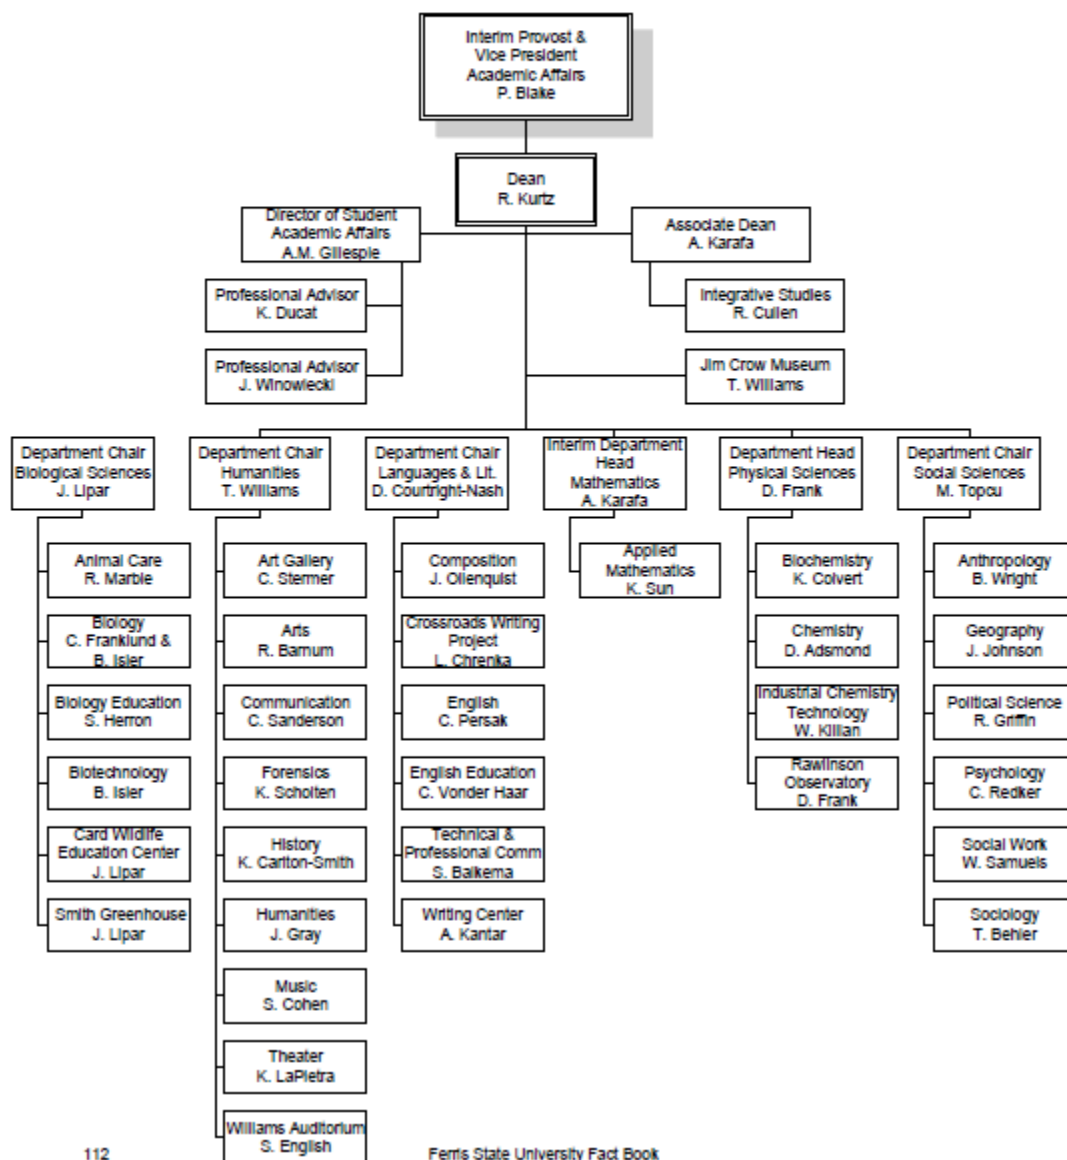 Interim Provost &
Vice President
Academic Affairs
P. Blake
Dean
R. Kurtz
Director of Student
Academic Affairs
A.M. Gillespie
Associate Dean
A. Karafa
Professional Advisor
K. Ducat
Integrative Studies
R. Cullen
Professional Advisor
J. Winowiecki
Jim Crow Museum
T. Williams
Department Chair
Biological Sciences
J. Lipar
Department Chair
Humanities
T. Williams
Department Chair
Languages & Lit.
D. Courtright-Nash
Interim Department
Head
Mathematics
A. Karafa
Department Head
Physical Sciences
D. Frank
Department Chair
Social Sciences
M. Topcu
Animal Care
R. Marble
Biology
C. Franklund &
B. Isler
Biology Education
S. Herron
Biotechnology
B. Isler
Card Wildlife
Education Center
J. Lipar
Smith Greenhouse
J. Lipar
Art Gallery
C. Stermer
Arts
R. Barnum
Communication
C. Sanderson
Forensics
K. Scholten
History
K. Carlton-Smith
Humanities
J. Gray
Music
S. Cohen
Theater
K. LaPietra
Williams Auditorium
S. English
Composition
J. Ollenquist
Crossroads Writing
Project
L. Chrenka
English
C. Persak
English Education
C. Vonder Haar
Technical &
Professional Comm
S. Balkema
Writing Center
A. Kantar
Applied
Mathematics
K. Sun
Biochemistry
K. Colvert
Chemistry
D. Adsmond
Industrial Chemistry
Technology
W. Killian
Rawlinson
Observatory
D. Frank
Anthropology
B. Wright
Geography
J. Johnson
Political Science
R. Griffin
Psychology
C. Redker
Social Work
W. Samuels
Sociology
T. Behler
112
Ferris State University Fact Book